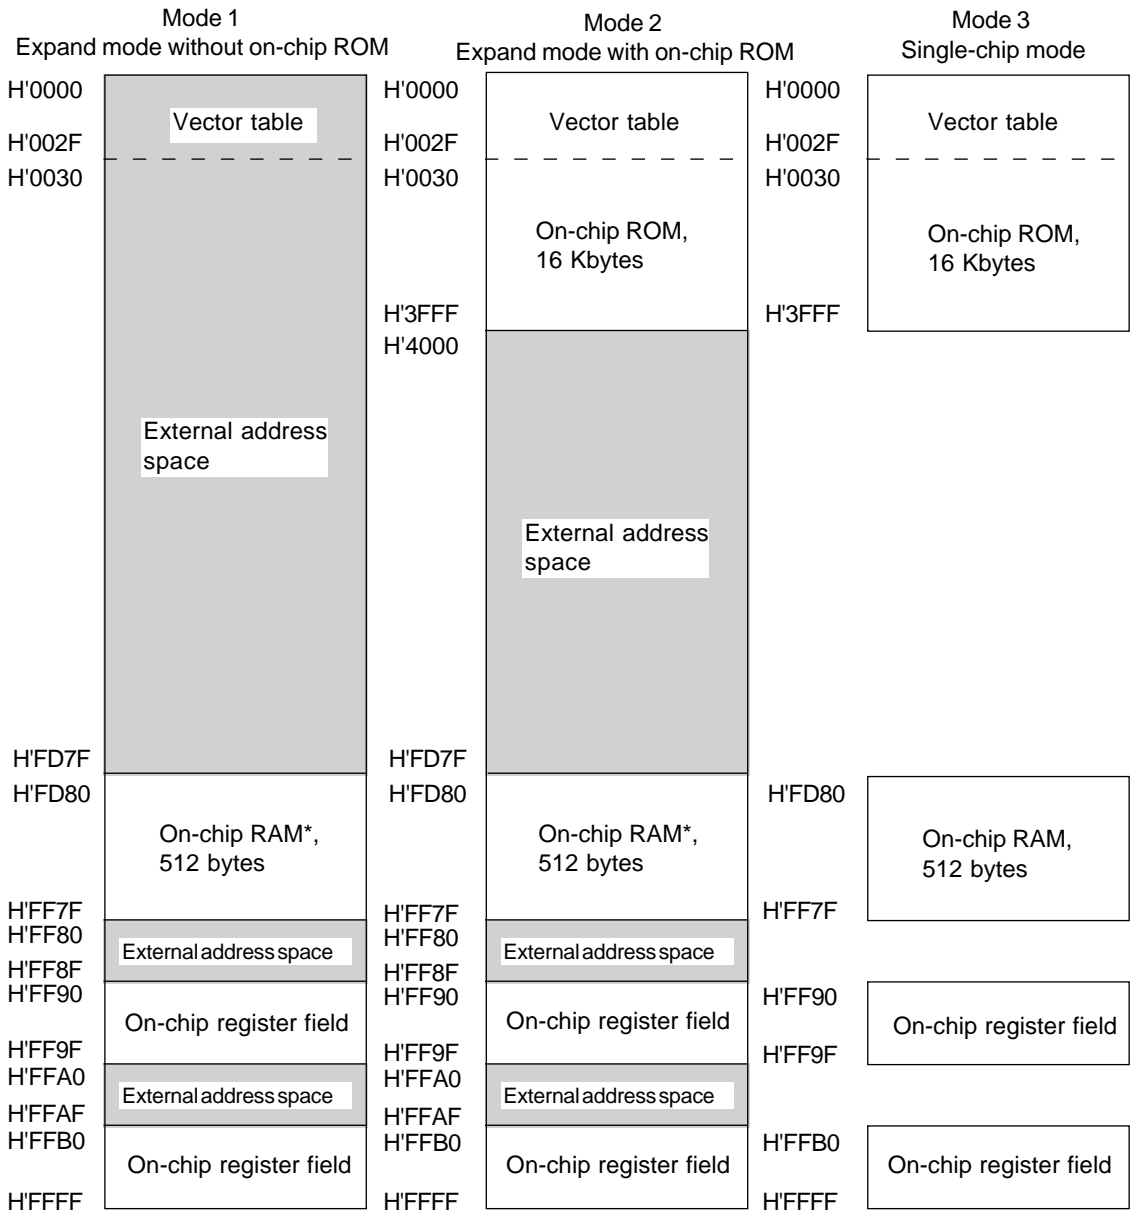 Mode 1
Expand mode without on-chip ROM
H'0000
Vector table
H'002F
H'0030
External address
space
H'FD7F
H'FD80
On-chip RAM*,
512 bytes
H'FF7F
H'FF80
External address space
H'FF8F
H'FF90
On-chip register field
H'FF9F
H'FFA0
External address space
H'FFAF
H'FFB0
On-chip register field
H'FFFF
Mode 2
Expand mode with on-chip ROM
H'0000
Vector table
H'002F
H'0030
On-chip ROM,
16 Kbytes
H'3FFF
H'4000
External address
space
H'FD7F
H'FD80
On-chip RAM*,
512 bytes
H'FF7F
H'FF80
External address space
H'FF8F
H'FF90
On-chip register field
H'FF9F
H'FFA0
External address space
H'FFAF
H'FFB0
On-chip register field
H'FFFF
Mode 3
Single-chip mode
H'0000
Vector table
H'002F
H'0030
On-chip ROM,
16 Kbytes
H'3FFF
H'FD80
On-chip RAM,
512 bytes
H'FF7F
H'FF90
On-chip register field
H'FF9F
H'FFB0
On-chip register field
H'FFFF